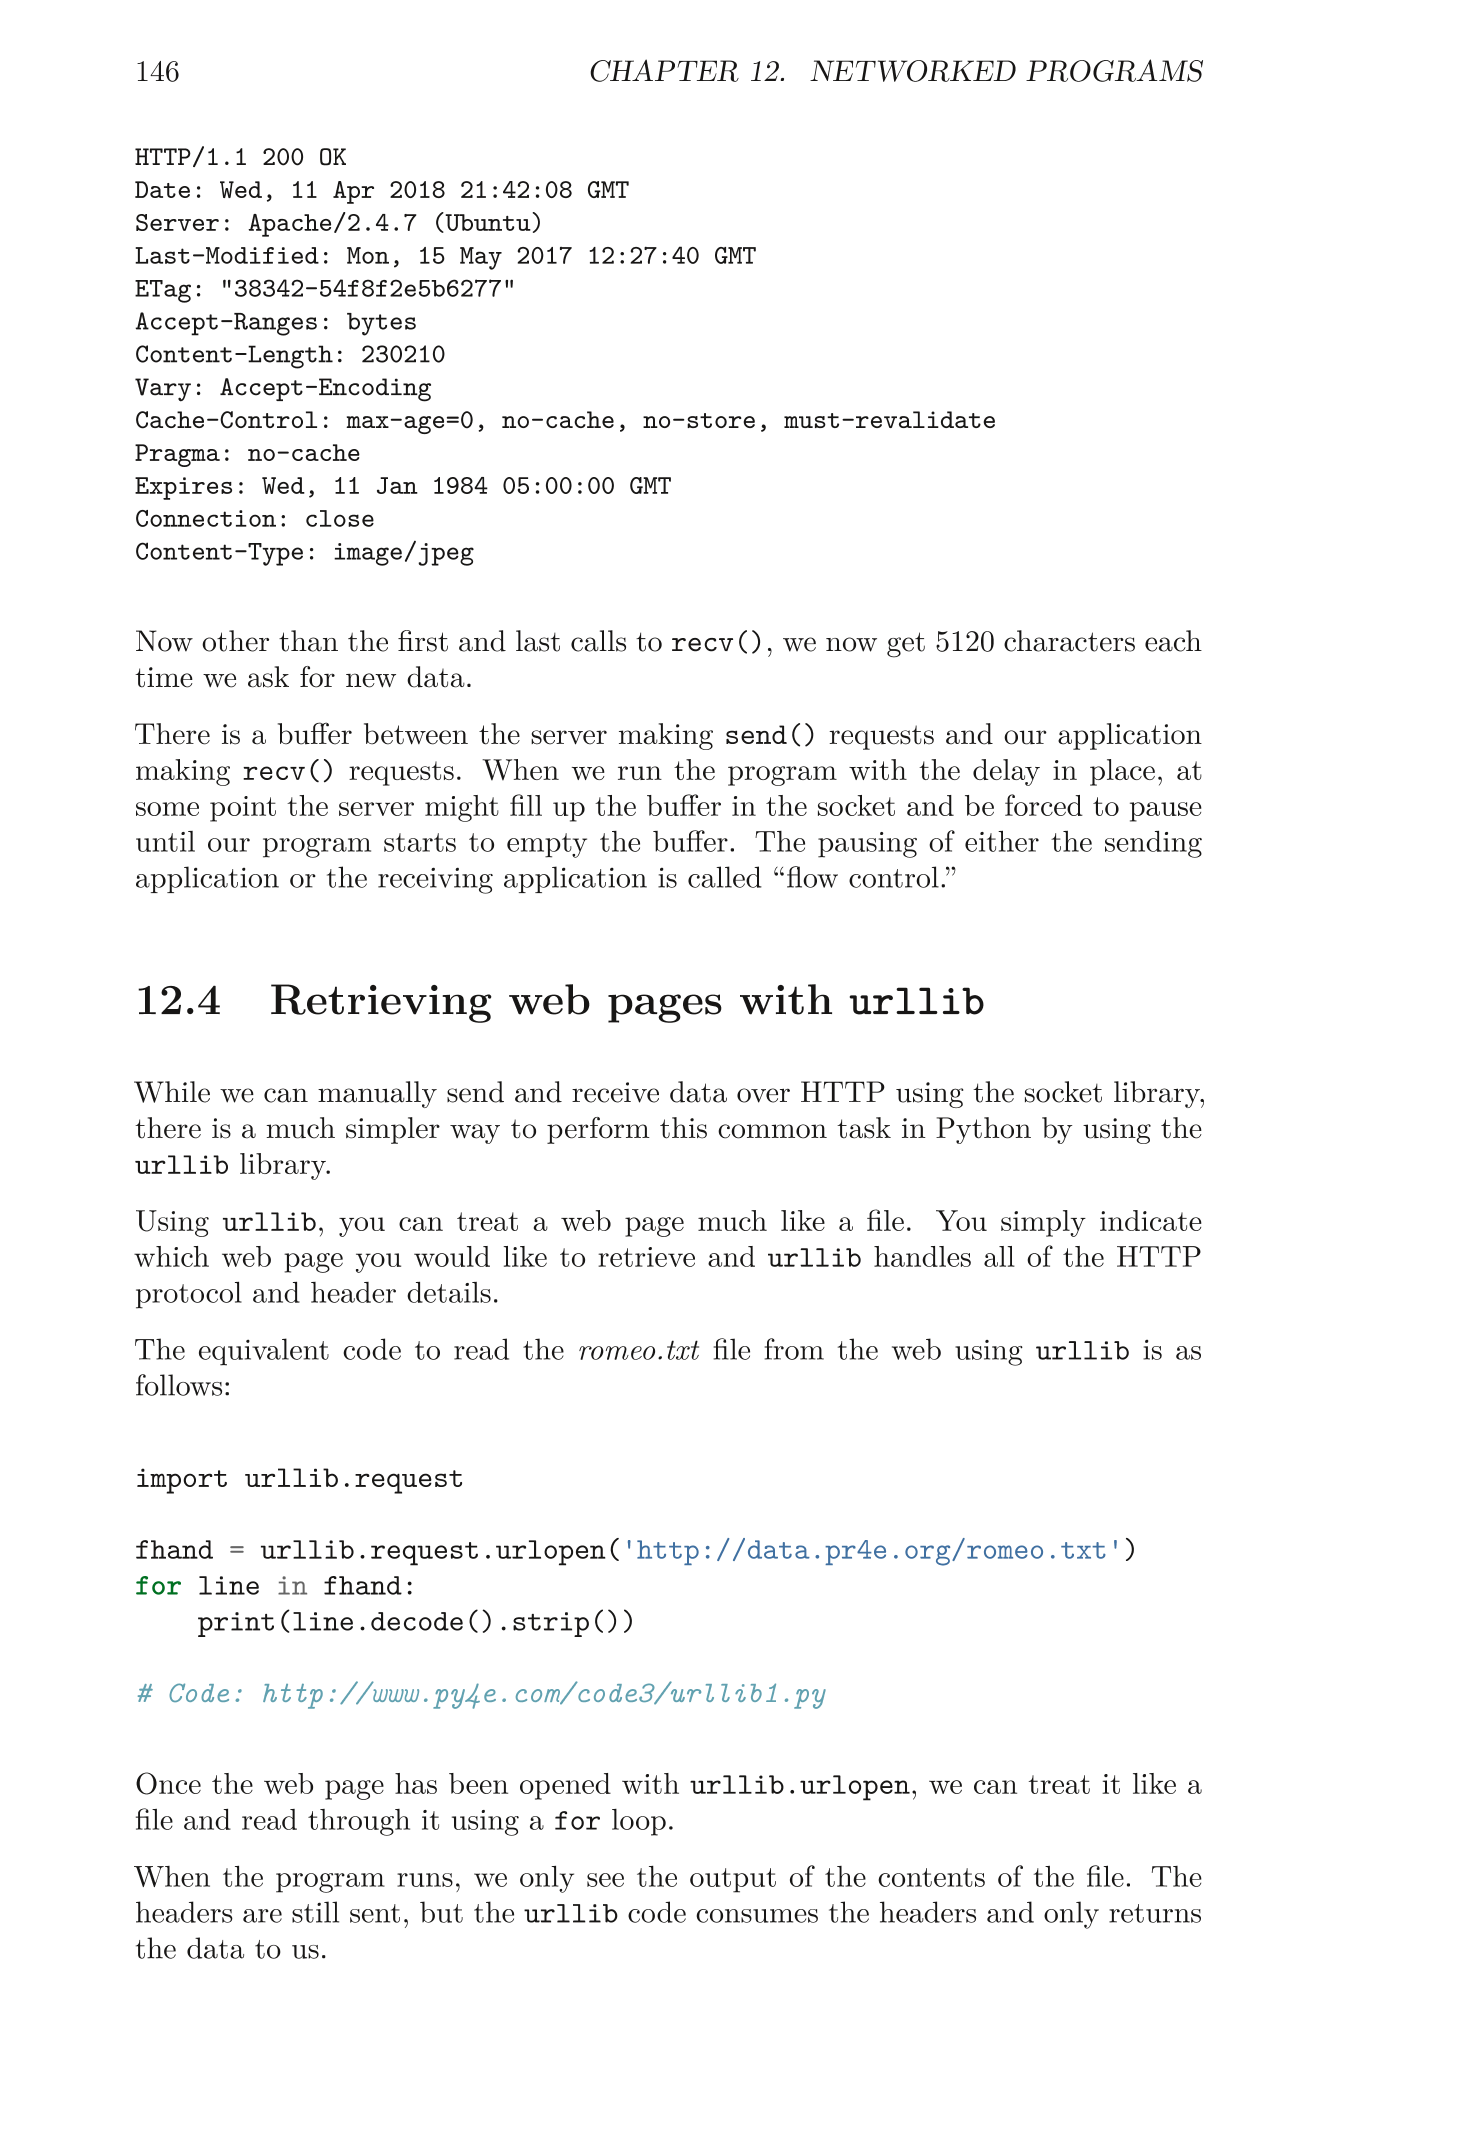 146 CHAPTER 12. NETWORKED PROGRAMS
HTTP/1.1 200 OK
Date: Wed, 11 Apr 2018 21:42:08 GMT
Server: Apache/2.4.7 (Ubuntu)
Last-Modified: Mon, 15 May 2017 12:27:40 GMT
ETag: "38342-54f8f2e5b6277"
Accept-Ranges: bytes
Content-Length: 230210
Vary: Accept-Encoding
Cache-Control: max-age=0, no-cache, no-store, must-revalidate
Pragma: no-cache
Expires: Wed, 11 Jan 1984 05:00:00 GMT
Connection: close
Content-Type: image/jpeg
Now other than the first and last calls to recv(), we now get 5120 characters each
time we ask for new data.
There is a buffer between the server making send() requests and our application
making recv() requests. When we run the program with the delay in place, at
some point the server might fill up the buffer in the socket and be forced to pause
until our program starts to empty the buffer. The pausing of either the sending
application or the receiving application is called “flow control.”
12.4 Retrieving web pages with urllib
While we can manually send and receive data over HTTP using the socket library,
there is a much simpler way to perform this common task in Python by using the
urllib library.
Using urllib, you can treat a web page much like a file. You simply indicate
which web page you would like to retrieve and urllib handles all of the HTTP
protocol and header details.
The equivalent code to read the romeo.txt file from the web using urllib is as
follows:
import urllib.request
fhand = urllib.request.urlopen('http://data.pr4e.org/romeo.txt')
for line in fhand:
    print(line.decode().strip())
# Code: http://www.py4e.com/code3/urllib1.py
Once the web page has been opened with urllib.urlopen, we can treat it like a
file and read through it using a for loop.
When the program runs, we only see the output of the contents of the file. The
headers are still sent, but the urllib code consumes the headers and only returns
the data to us.